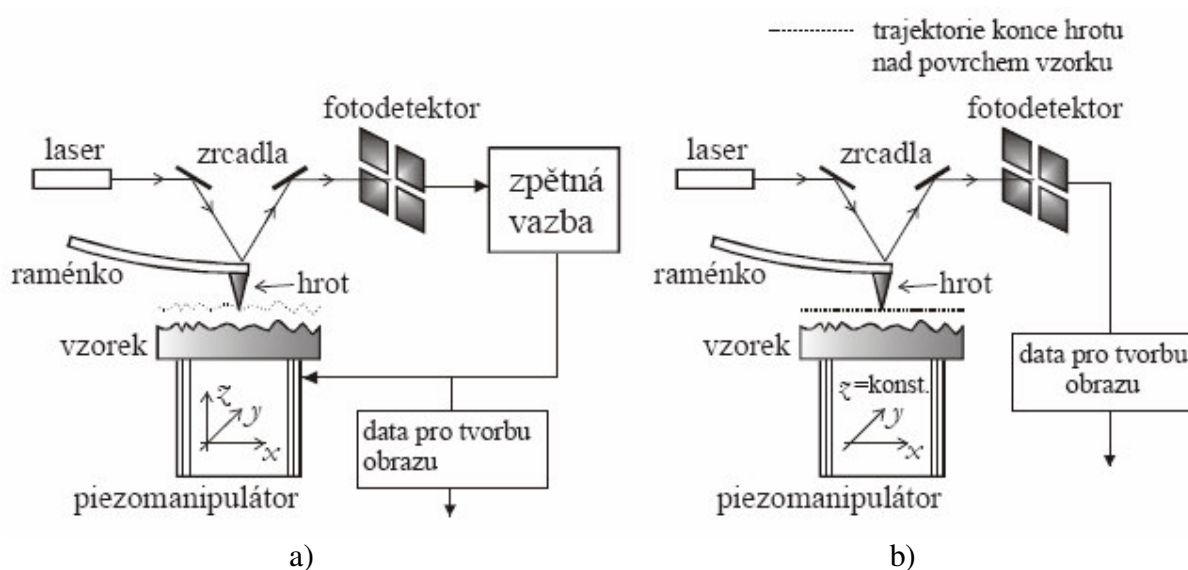 trajektorie konce hrotu
nad povrchem vzorku
fotodetektor
laser
zrcadla
zpětná
vazba
raménko
hrot
vzorek
z
y
x
data pro tvorbu
obrazu
piezomanipulátor
a)
fotodetektor
laser
zrcadla
raménko
hrot
vzorek
z=konst.
y
x
data pro tvorbu
obrazu
piezomanipulátor
b)